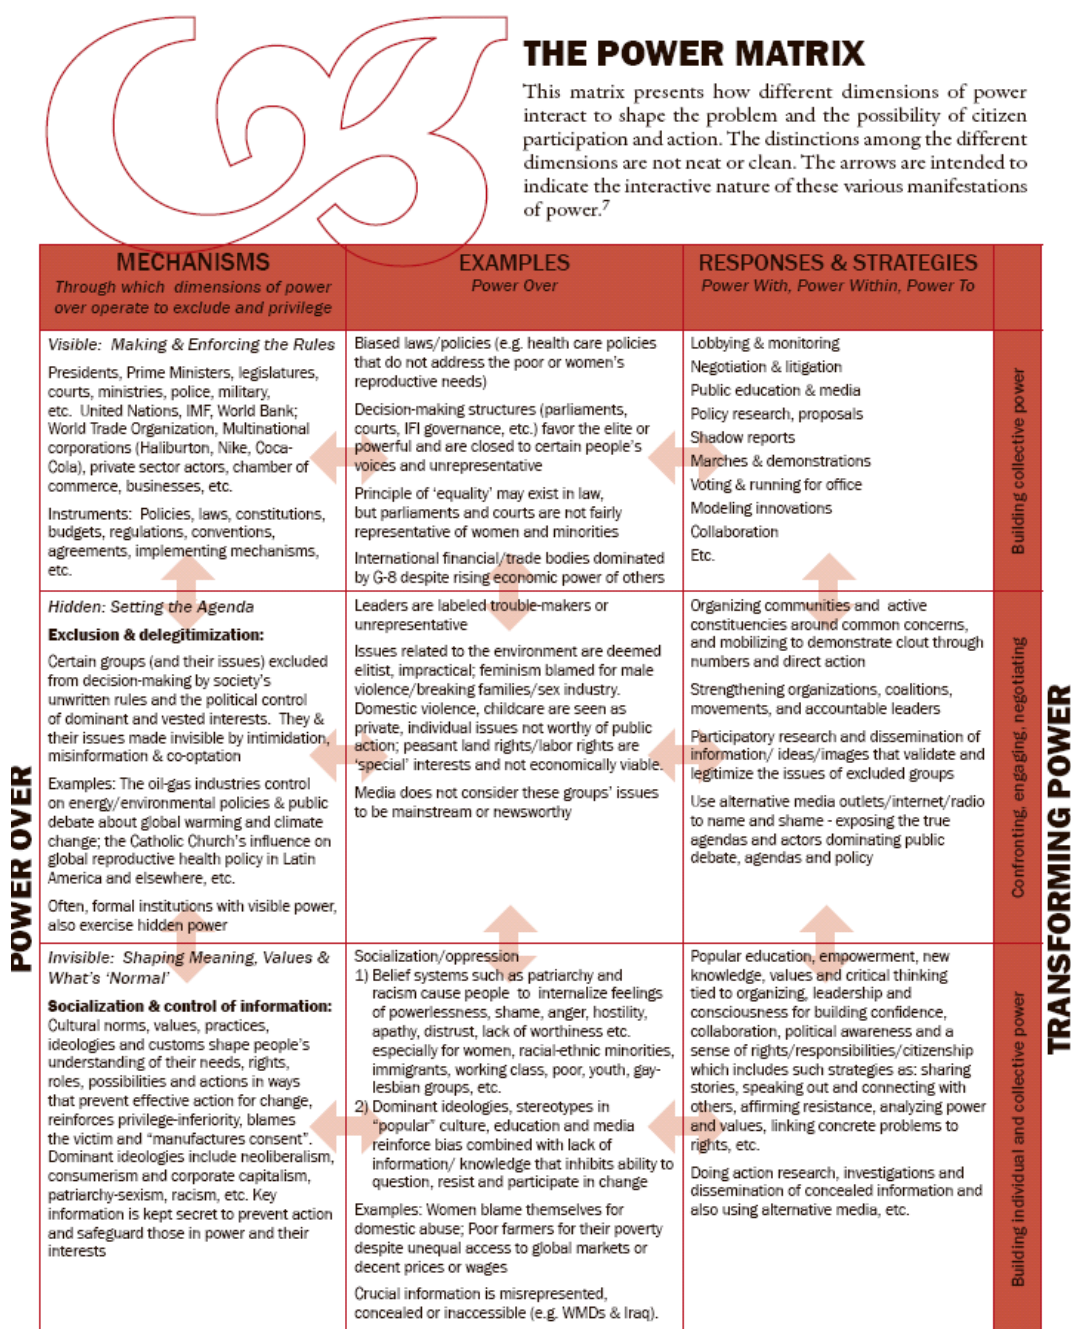 THE POWER MATRIX
This matrix presents how different dimensions of power
interact to shape the problem and the possibility of citizen
participation and action. The distinctions among the different
dimensions are not neat or clean. The arrows are intended to
indicate the interactive nature of these various manifestations
of power.7
MECHANISMS
Through which dimensions of power
over operate to exclude and privilege
EXAMPLES
Power Over
RESPONSES & STRATEGIES
Power With, Power Within, Power To
POWER OVER
Visible: Making & Enforcing the Rules
Presidents, Prime Ministers, legislatures,
courts, ministries, police, military,
etc. United Nations, IMF, World Bank;
World Trade Organization, Multinational
corporations (Haliburton, Nike, Coca-
Cola), private sector actors, chamber of
commerce, businesses, etc.
Instruments: Policies, laws, constitutions,
budgets, regulations, conventions,
agreements, implementing mechanisms,
etc.
Biased laws/policies (e.g. health care policies
that do not address the poor or women's
reproductive needs)
Decision-making structures (parliaments,
courts, IFI governance, etc.) favor the elite or
powerful and are closed to certain people's
voices and unrepresentative
Principle of 'equality' may exist in law,
but parliaments and courts are not fairly
representative of women and minorities
International financial/trade bodies dominated
by G-8 despite rising economic power of others
Lobbying & monitoring
Negotiation & litigation
Public education & media
Policy research, proposals
Shadow reports
Marches & demonstrations
Voting & running for office
Modeling innovations
Collaboration
Etc.
Building collective power
Hidden: Setting the Agenda
Exclusion & delegitimization:
Certain groups (and their issues) excluded
from decision-making by society's
unwritten rules and the political control
of dominant and vested interests. They &
their issues made invisible by intimidation,
misinformation & co-optation
Examples: The oil-gas industries control
on energy/environmental policies & public
debate about global warming and climate
change; the Catholic Church's influence on
global reproductive health policy in Latin
America and elsewhere, etc.
Often, formal institutions with visible power,
also exercise hidden power
Leaders are labeled trouble-makers or
unrepresentative
Issues related to the environment are deemed
elitist, impractical; feminism blamed for male
violence/breaking families/sex industry.
Domestic violence, childcare are seen as
private, individual issues not worthy of public
action; peasant land rights/labor rights are
'special' interests and not economically viable.
Media does not consider these groups' issues
to be mainstream or newsworthy
Organizing communities and active
constituencies around common concerns,
and mobilizing to demonstrate clout through
numbers and direct action
Strengthening organizations, coalitions,
movements, and accountable leaders
Participatory research and dissemination of
information/ ideas/images that validate and
legitimize the issues of excluded groups
Use alternative media outlets/internet/radio
to name and shame - exposing the true
agendas and actors dominating public
debate, agendas and policy
Confronting, engaging, negotiating
Invisible: Shaping Meaning, Values &
What's 'Normal'
Socialization & control of information:
Cultural norms, values, practices,
ideologies and customs shape people's
understanding of their needs, rights,
roles, possibilities and actions in ways
that prevent effective action for change,
reinforces privilege-inferiority, blames
the victim and "manufactures consent".
Dominant ideologies include neoliberalism,
consumerism and corporate capitalism,
patriarchy-sexism, racism, etc. Key
information is kept secret to prevent action
and safeguard those in power and their
interests
Socialization/oppression
1) Belief systems such as patriarchy and
racism cause people to internalize feelings
of powerlessness, shame, anger, hostility,
apathy, distrust, lack of worthiness etc.
especially for women, racial-ethnic minorities,
immigrants, working class, poor, youth, gay-
lesbian groups, etc.
2) Dominant ideologies, stereotypes in
"popular" culture, education and media
reinforce bias combined with lack of
information/ knowledge that inhibits ability to
question, resist and participate in change
Examples: Women blame themselves for
domestic abuse; Poor farmers for their poverty
despite unequal access to global markets or
decent prices or wages
Crucial information is misrepresented,
concealed or inaccessible (e.g. WMDs & Iraq).
Popular education, empowerment, new
knowledge, values and critical thinking
tied to organizing, leadership and
consciousness for building confidence,
collaboration, political awareness and a
sense of rights/responsibilities/citizenship
which includes such strategies as: sharing
stories, speaking out and connecting with
others, affirming resistance, analyzing power
and values, linking concrete problems to
rights, etc.
Doing action research, investigations and
dissemination of concealed information and
also using alternative media, etc.
Building individual and collective power
TRANSFORMING POWER